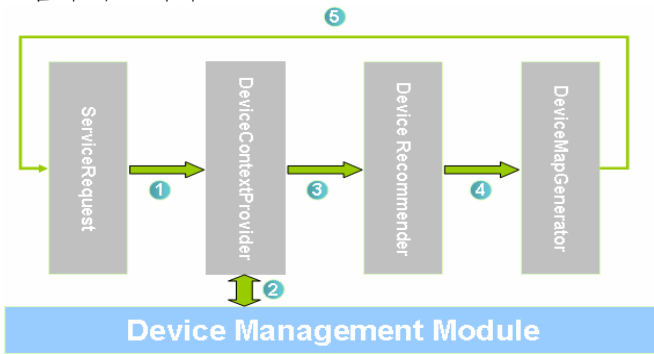 5
ServiceRequest
DeviceContextProvider
Device Recommender
DeviceMapGenerator
1
3
4
2
Device Management Module